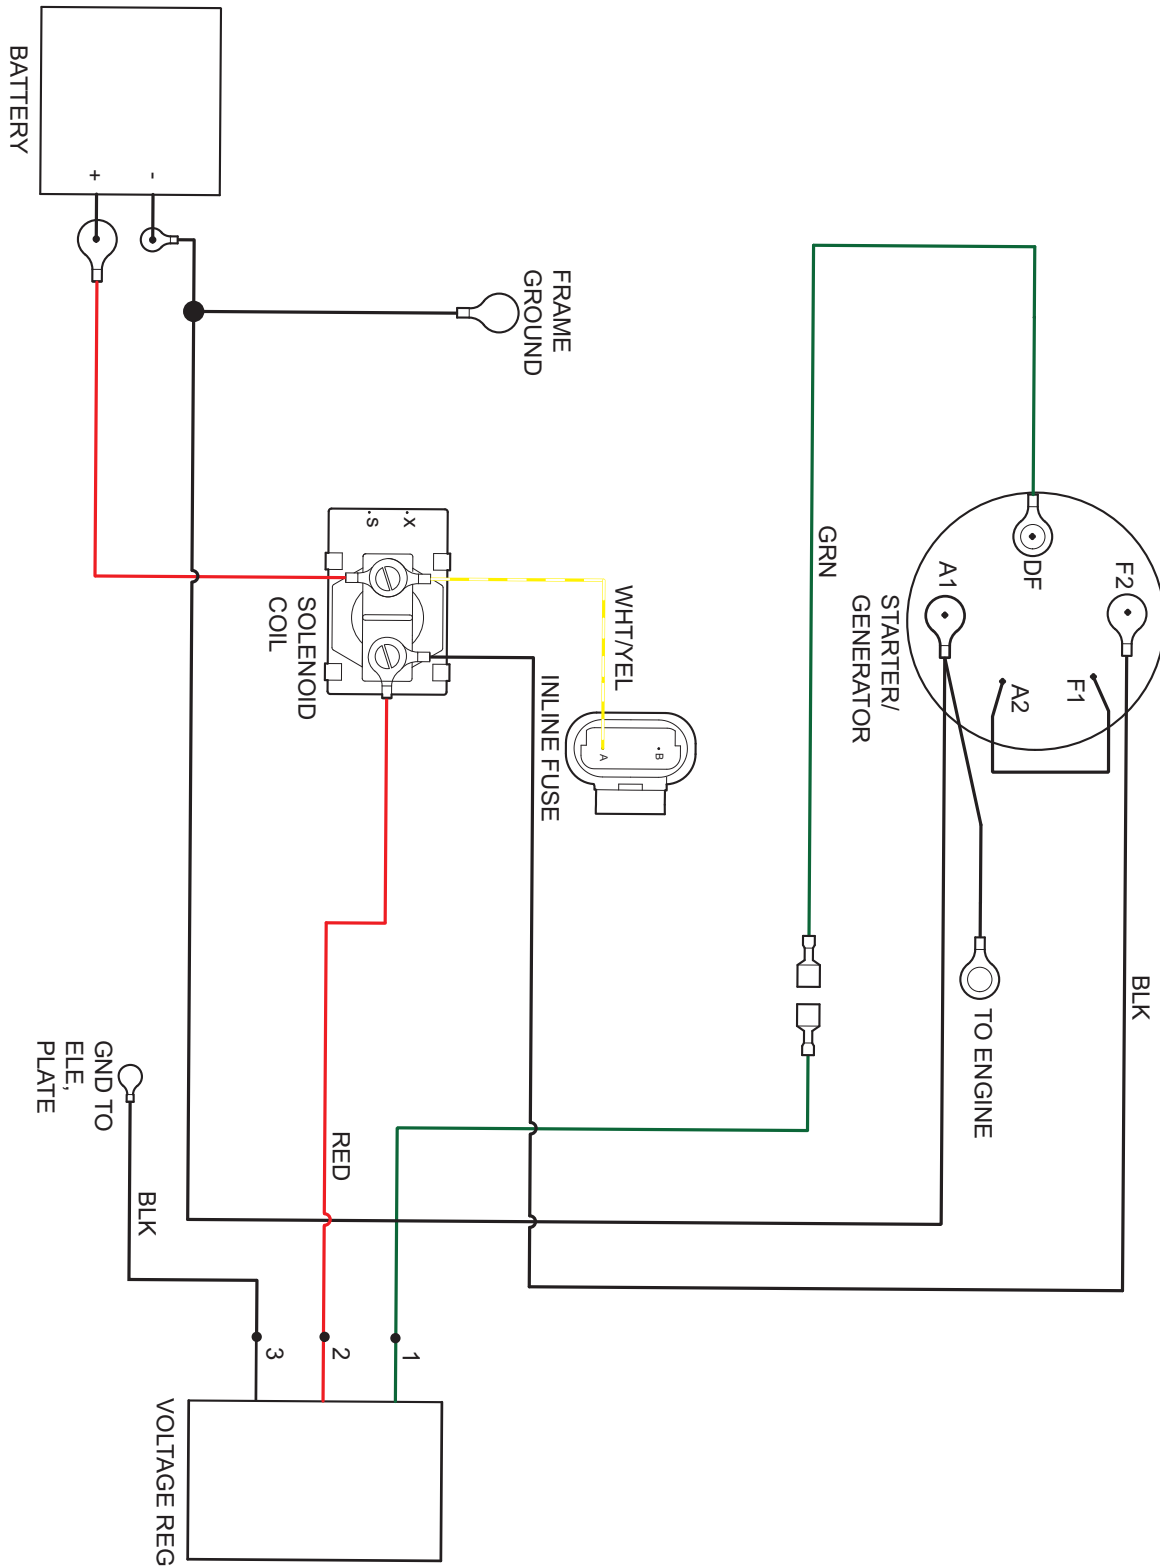 BATTERY
+
-
FRAME
GROUND
S
X
SOLENOID
COIL
WHT/YEL
INLINE FUSE
A
B
GRN
STARTER/
GENERATOR
A1
DF
F2
A2
F1
BLK
TO ENGINE
GND TO
ELE,
PLATE
BLK
RED
3
2
1
VOLTAGE REG